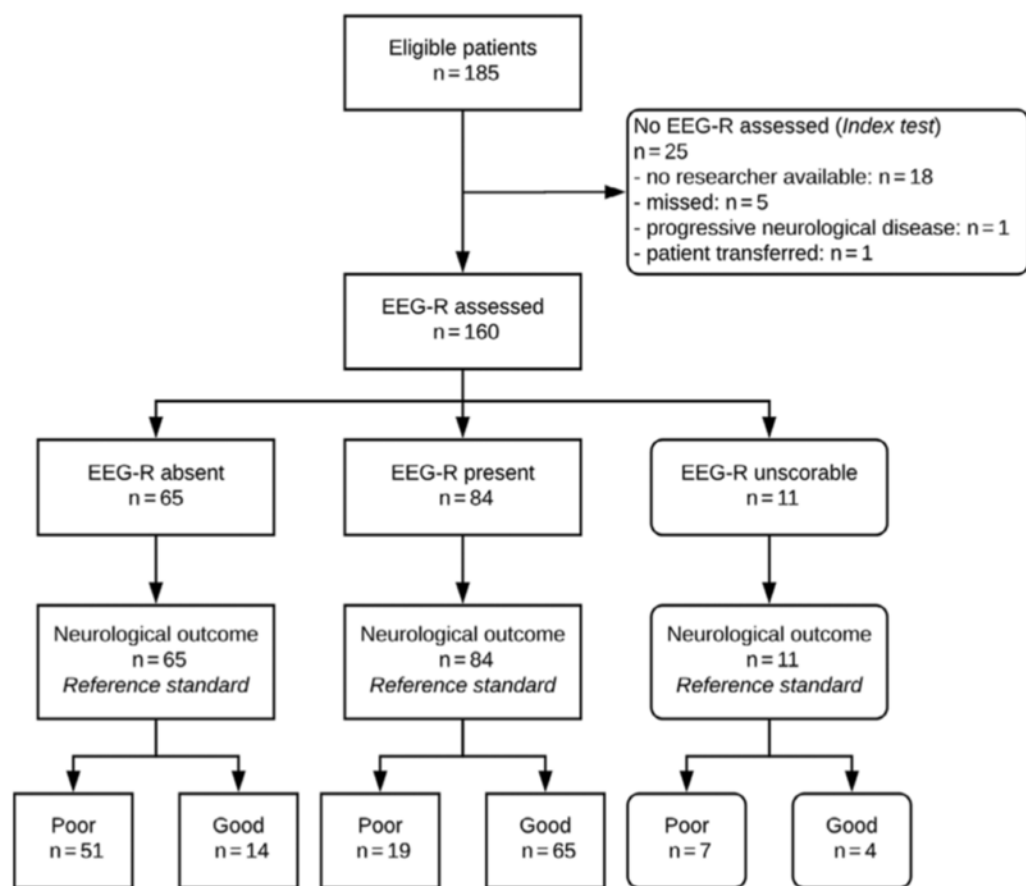 Eligible patients
n = 185
No EEG-R assessed (Index test)
n = 25
- no researcher available: n = 18
- missed: n = 5
- progressive neurological disease: n = 1
- patient transferred: n = 1
EEG-R assessed
n = 160
EEG-R absent
n = 65
EEG-R present
n = 84
EEG-R unscorable
n = 11
Neurological outcome
n = 65
Reference standard
Neurological outcome
n = 84
Reference standard
Neurological outcome
n = 11
Reference standard
Poor
n = 51
Good
n = 14
Poor
n = 19
Good
n = 65
Poor
n = 7
Good
n = 4